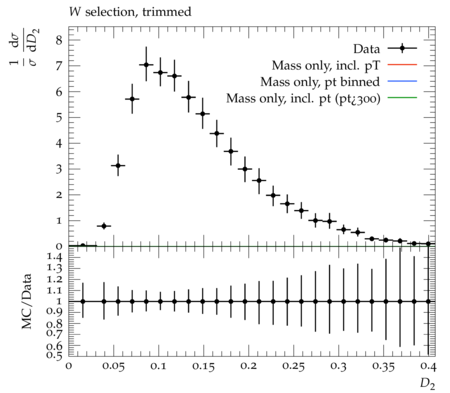 W selection, trimmed
1/σ dσ/dD₂
8
7
6
5
4
3
2
1
0
Data
Mass only, incl. pT
Mass only, pt binned
Mass only, incl. pt (pt¿300)
MC/Data
1.4
1.3
1.2
1.1
1
0.9
0.8
0.7
0.6
0.5
0 0.05 0.1 0.15 0.2 0.25 0.3 0.35 0.4
D₂